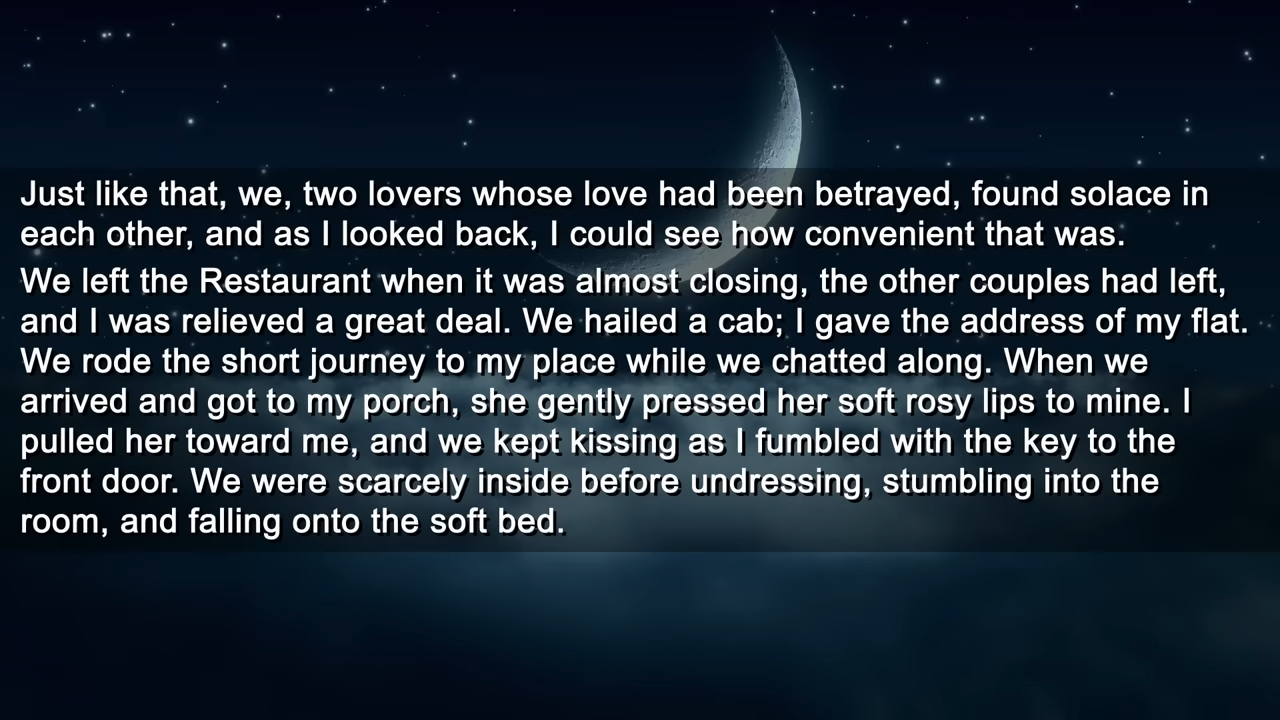 Just like that, we, two lovers whose love had been betrayed, found solace in
each other, and as I looked back, I could see how convenient that was.
We left the Restaurant when it was almost closing, the other couples had left,
and I was relieved a great deal. We hailed a cab; I gave the address of my flat.
We rode the short journey to my place while we chatted along. When we
arrived and got to my porch, she gently pressed her soft rosy lips to mine. I
pulled her toward me, and we kept kissing as I fumbled with the key to the
front door. We were scarcely inside before undressing, stumbling into the
room, and falling onto the soft bed.